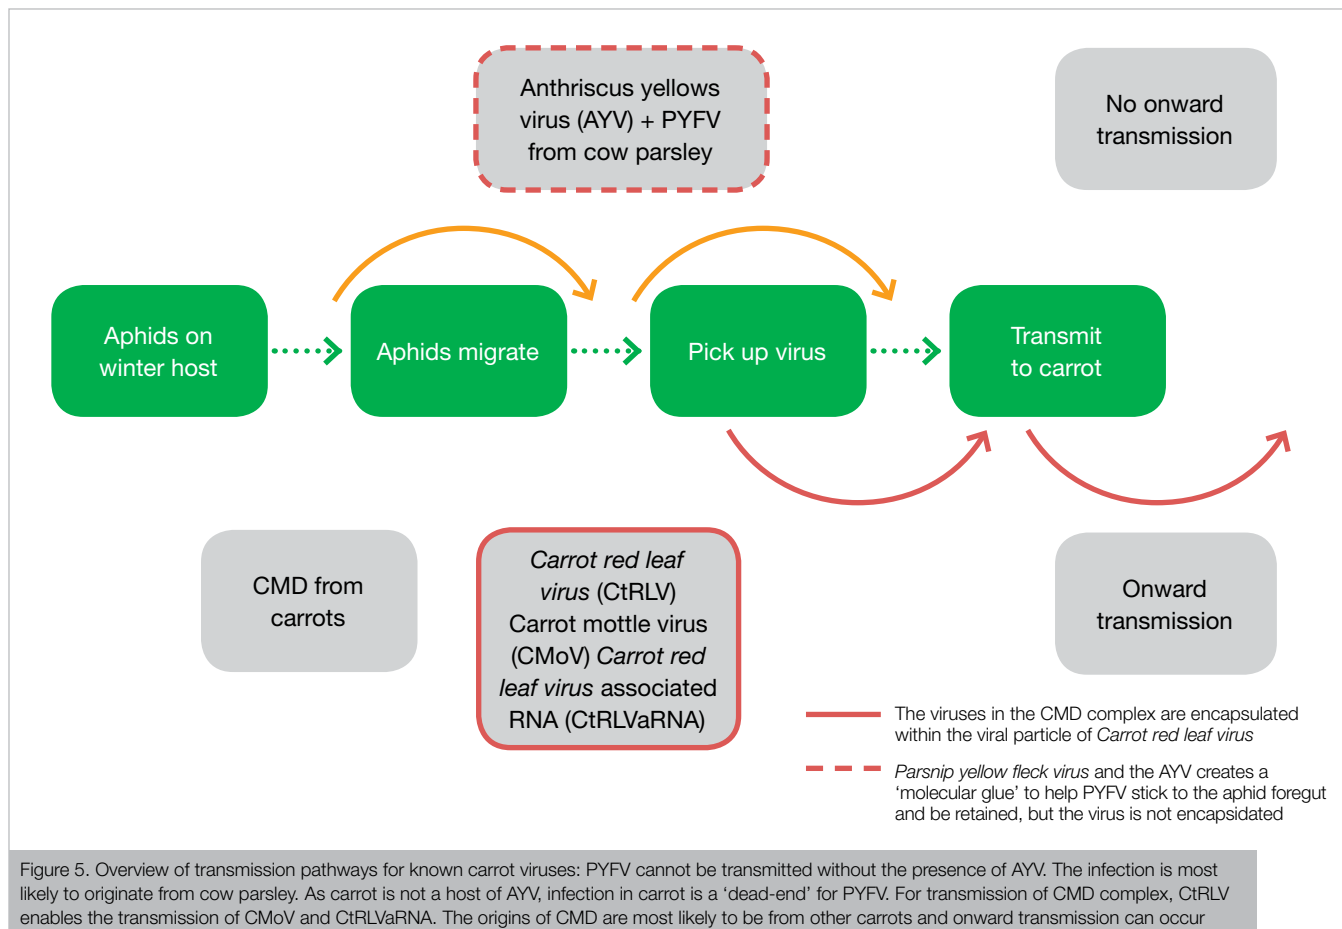 Anthriscus yellows
virus (AYV) + PYFV
from cow parsley
No onward
transmission
Aphids on
winter host
Aphids migrate
Pick up virus
Transmit
to carrot
CMD from
carrots
Carrot red leaf
virus (CtRLV)
Carrot mottle virus
(CMoV) Carrot red
leaf virus associated
RNA (CtRLVaRNA)
Onward
transmission
The viruses in the CMD complex are encapsulated
within the viral particle of Carrot red leaf virus
Parsnip yellow fleck virus and the AYV creates a
‘molecular glue’ to help PYFV stick to the aphid foregut
and be retained, but the virus is not encapsidated
Figure 5. Overview of transmission pathways for known carrot viruses: PYFV cannot be transmitted without the presence of AYV. The infection is most
likely to originate from cow parsley. As carrot is not a host of AYV, infection in carrot is a ‘dead-end’ for PYFV. For transmission of CMD complex, CtRLV
enables the transmission of CMoV and CtRLVaRNA. The origins of CMD are most likely to be from other carrots and onward transmission can occur